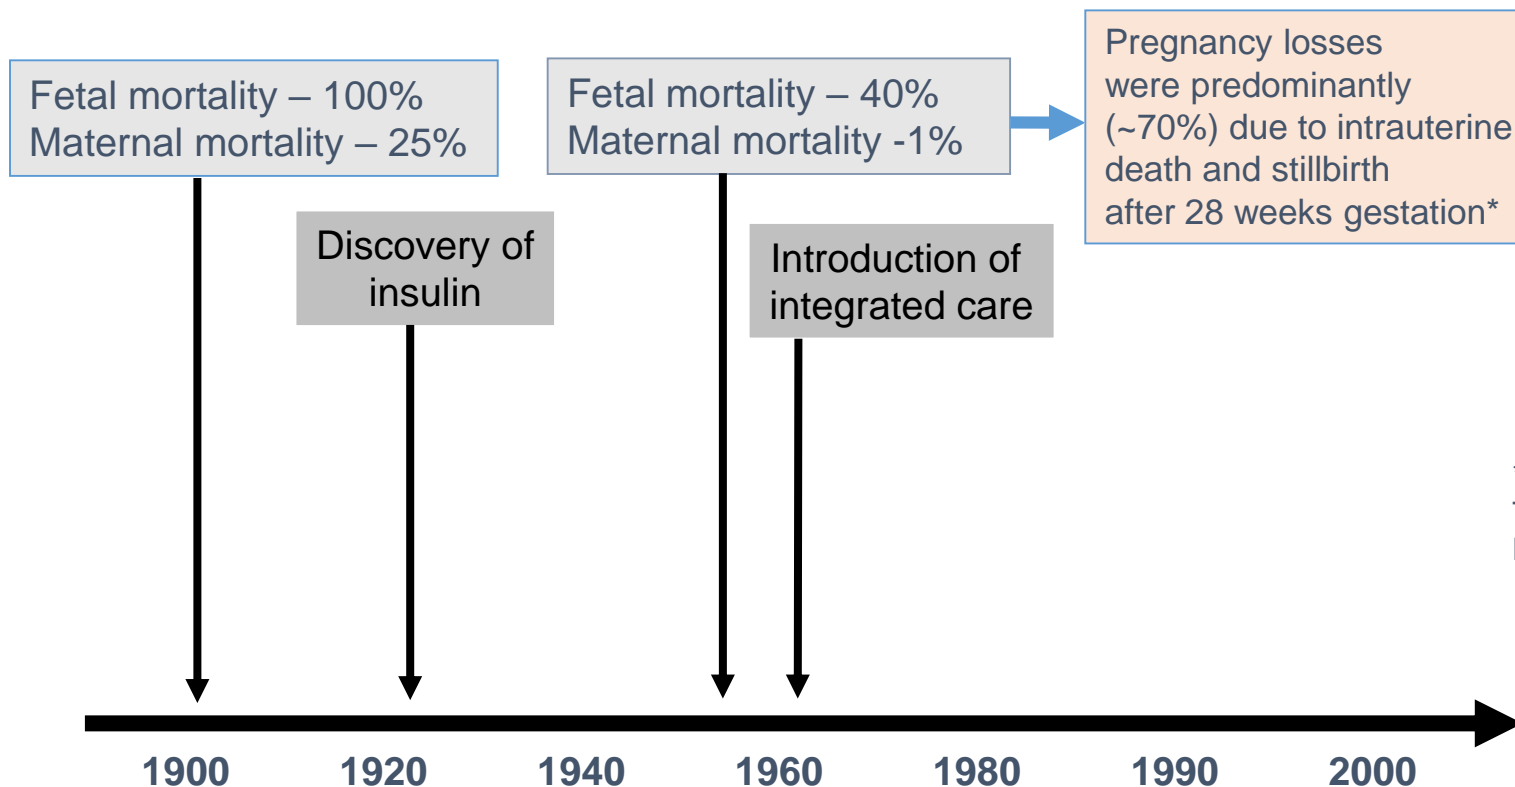 Fetal mortality – 100%
Maternal mortality – 25%
Fetal mortality – 40%
Maternal mortality -1%
Pregnancy losses
were predominantly
(~70%) due to intrauterine
death and stillbirth
after 28 weeks gestation*
Discovery of
insulin
Introduction of
integrated care
1900 1920 1940 1960 1980 1990 2000